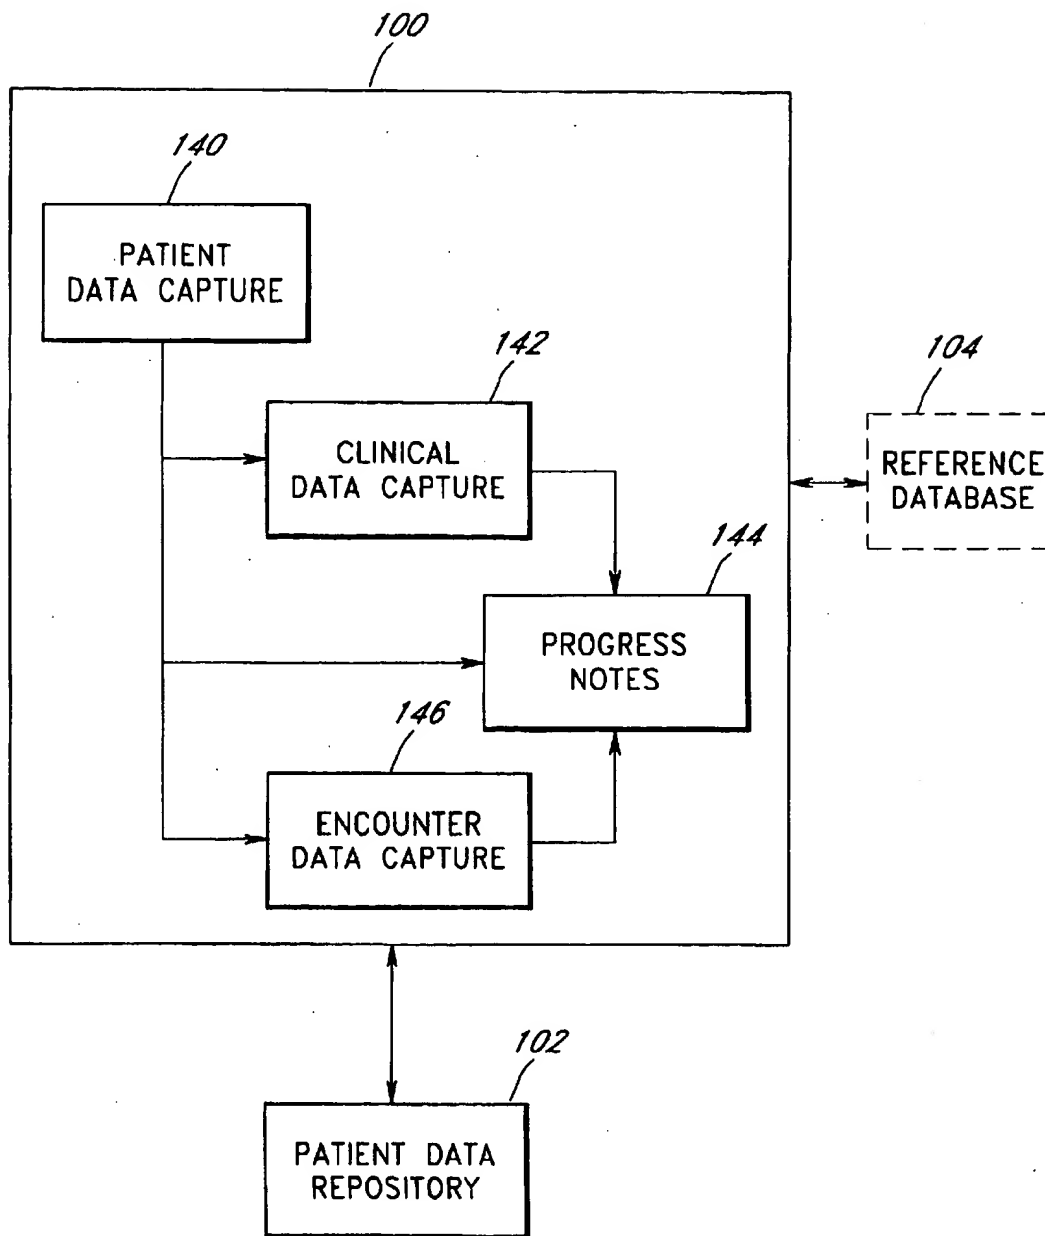 100
140
PATIENT
DATA CAPTURE
142
CLINICAL
DATA CAPTURE
104
REFERENCE
DATABASE
144
PROGRESS
NOTES
146
ENCOUNTER
DATA CAPTURE
102
PATIENT DATA
REPOSITORY